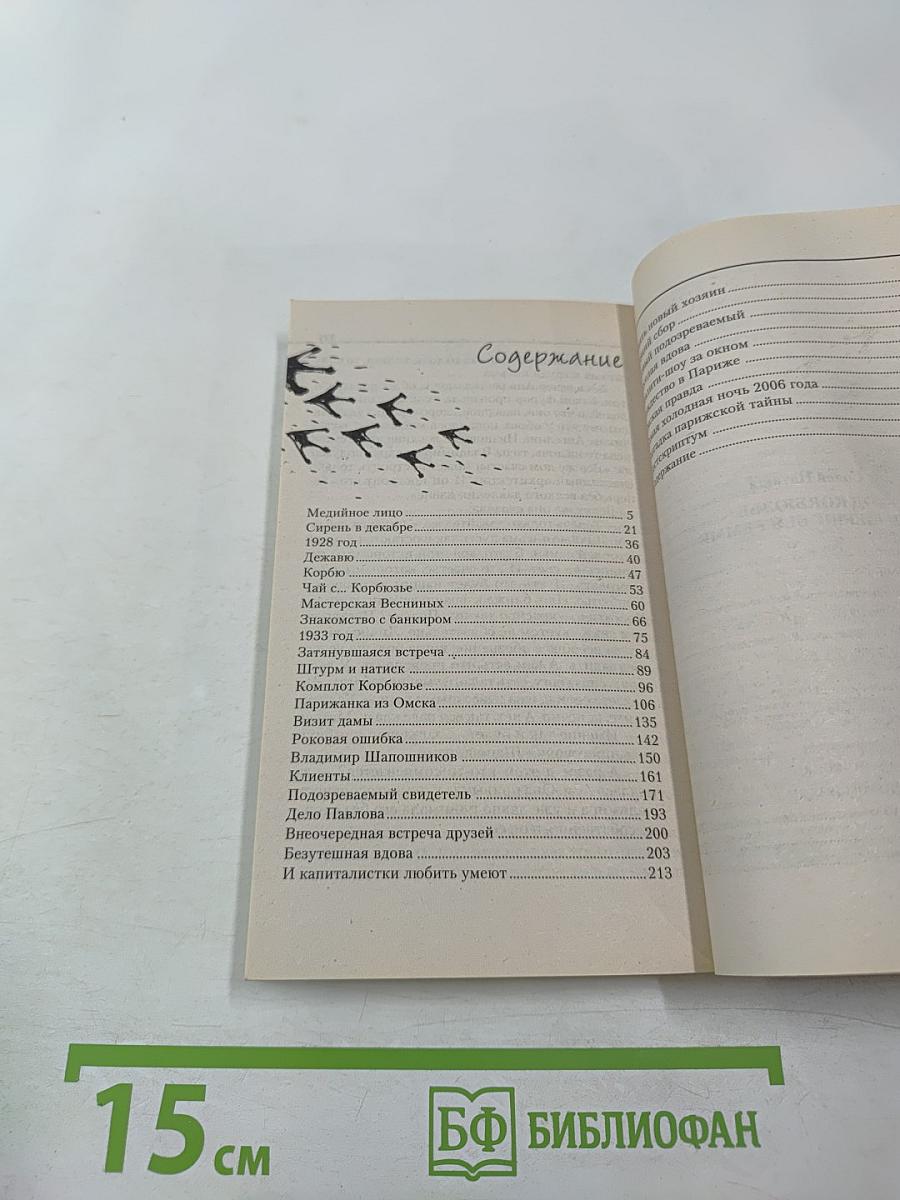 Содержание
Медийное лицо 5
Сирень в декабре 21
1928 год 36
Дежавю 40
Корбю 47
Чай с... Корбюзье 53
Мастерская Весниных 60
Знакомство с банкиром 66
1933 год 75
Затянувшаяся встреча 84
Штурм и натиск 89
Комплот Корбюзье 96
Парижанка из Омска 106
Визит дамы 135
Роковая ошибка 142
Владимир Шапошников 150
Клиенты 161
Подозреваемый свидетель 171
Дело Павлова 193
Внеочередная встреча друзей 200
Безутешная вдова 203
И капиталистки любить умеют 213
новый хозяин
сбор
подозреваемый
вдова
за окном
в Париже
правда
холодная ночь 2006 года
парижской тайны
15 см
БФ БИБЛИОФАН